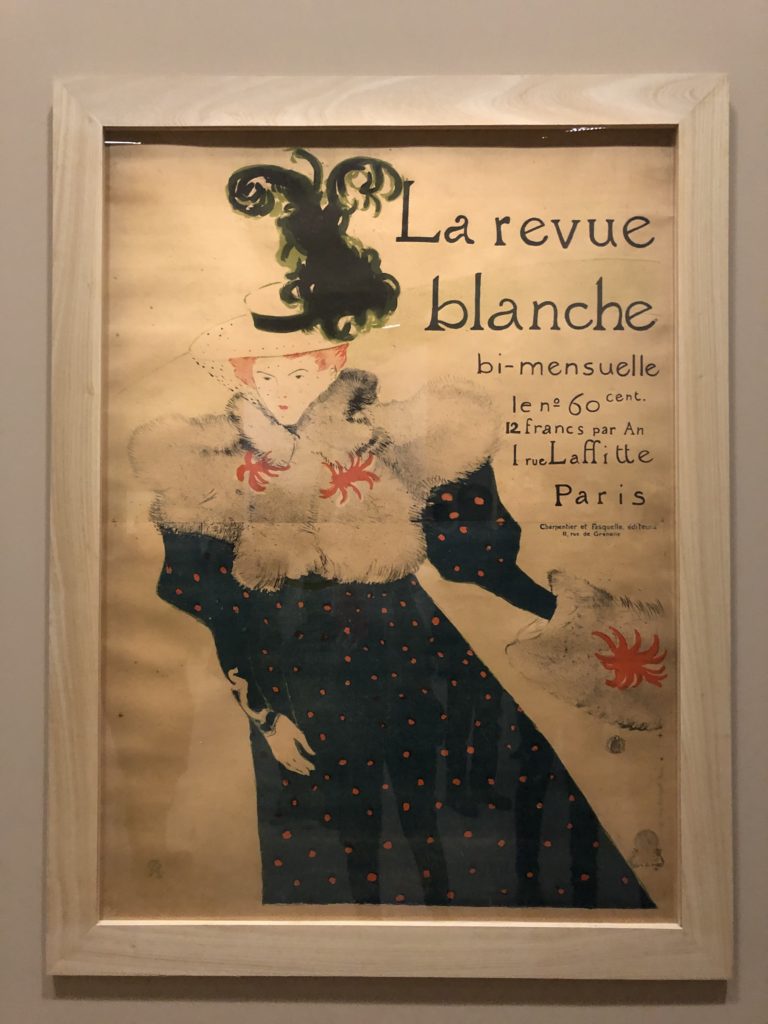 La revue
blanche
bi-mensuelle
le nº 60 cent.
12 francs par An
1 rue Laffitte
Paris
Charpentier et Fasquelle, éditeurs
11, rue de Grenelle